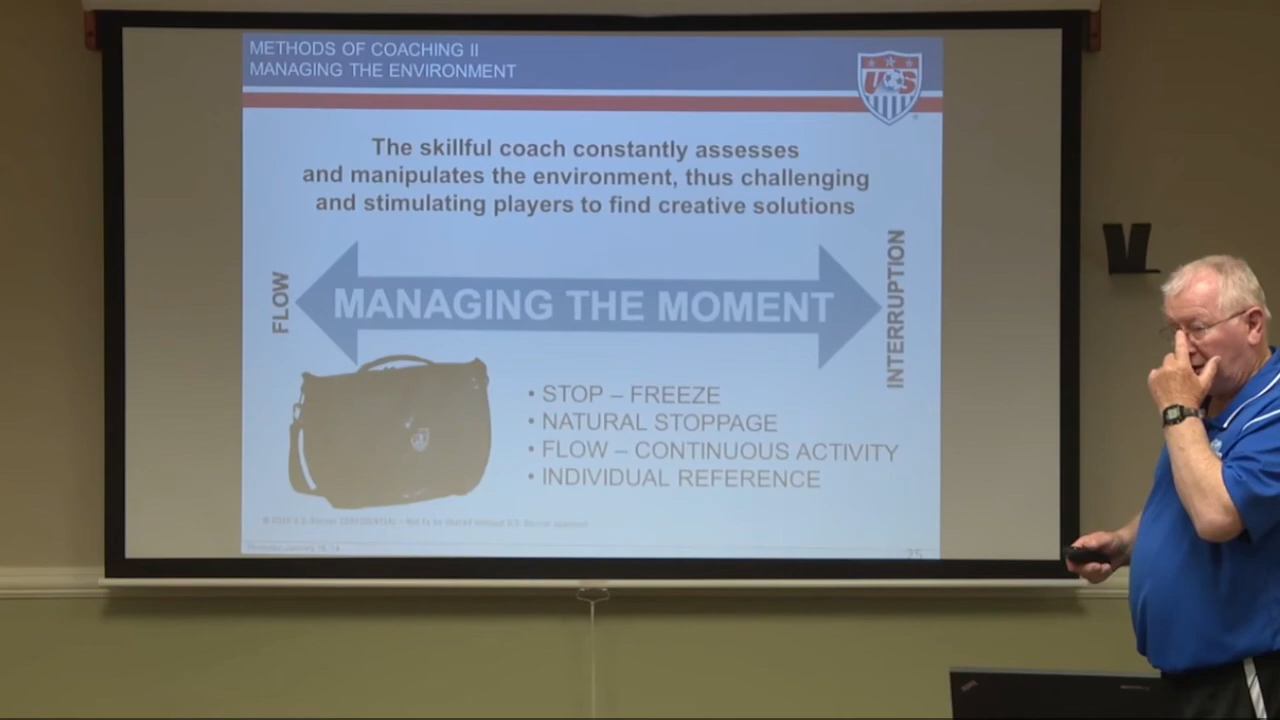 METHODS OF COACHING II
MANAGING THE ENVIRONMENT
US
The skillful coach constantly assesses
and manipulates the environment, thus challenging
and stimulating players to find creative solutions
FLOW
MANAGING THE MOMENT
INTERRUPTION
• STOP – FREEZE
• NATURAL STOPPAGE
• FLOW – CONTINUOUS ACTIVITY
• INDIVIDUAL REFERENCE
25